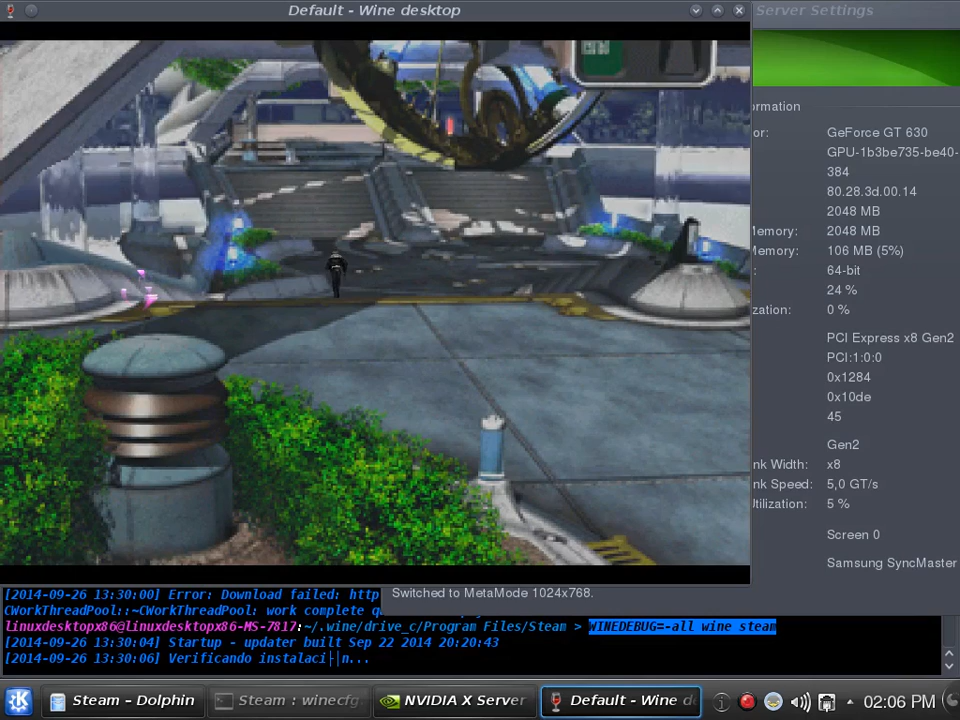 Default - Wine desktop
Server Settings
ormation
or: GeForce GT 630
GPU-1b3be735-be40-
384
80.28.3d.00.14
2048 MB
Memory: 2048 MB
Memory: 106 MB (5%)
: 64-bit
24 %
zation: 0 %
PCI Express x8 Gen2
PCI:1:0:0
0x1284
0x10de
45
Gen2
nk Width: x8
nk Speed: 5,0 GT/s
Utilization: 5 %
Screen 0
Samsung SyncMaster
[2014-09-26 13:30:00] Error: Download failed: http
Switched to MetaMode 1024x768.
CWorkThreadPool::~CWorkThreadPool: work complete q
linuxdesktopx86@linuxdesktopx86-MS-7817:~/.wine/drive_c/Program Files/Steam > WINEDEBUG=-all wine steam
[2014-09-26 13:30:04] Startup - updater built Sep 22 2014 20:20:43
[2014-09-26 13:30:06] Verificando instalaci├│n...
Steam - Dolphin
Steam : winecfg
NVIDIA X Server
Default - Wine de
02:06 PM